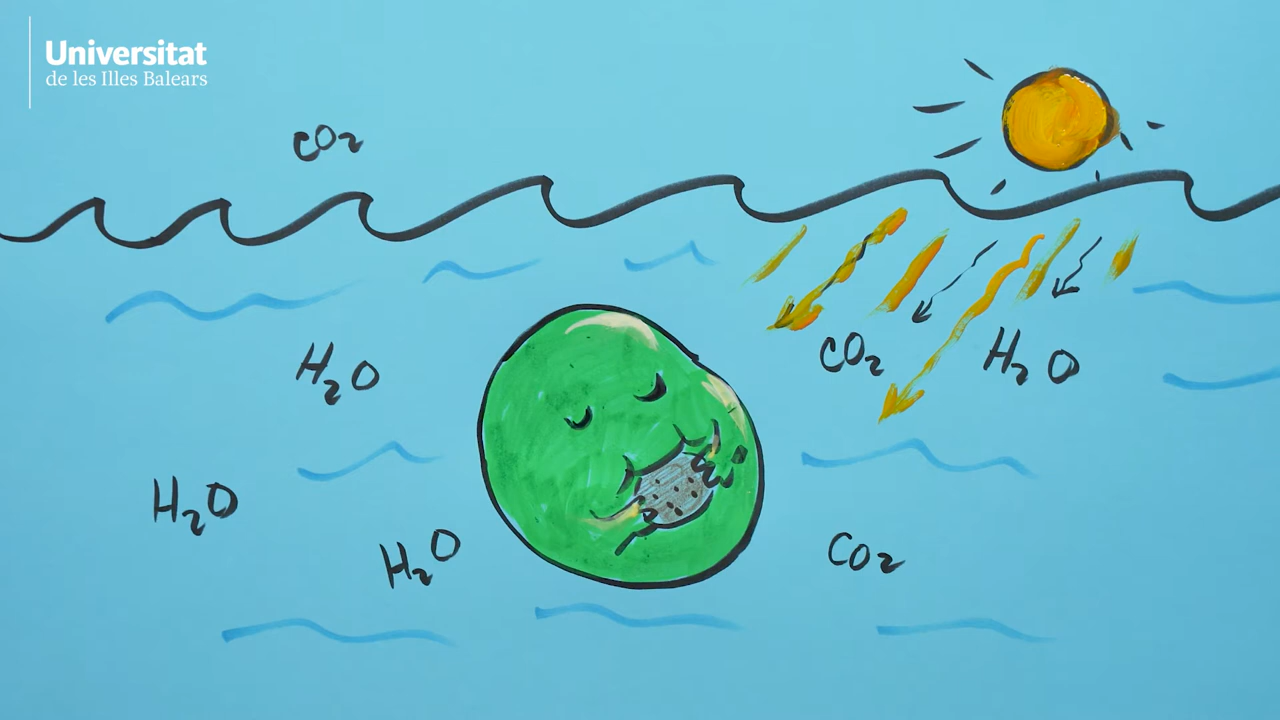 Universitat
de les Illes Balears
CO₂
H₂O
CO₂
H₂O
H₂O
H₂O
CO₂